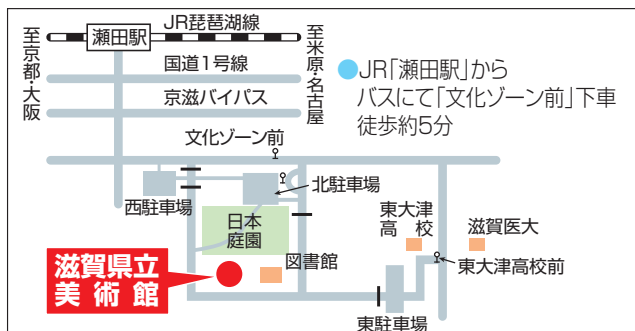 JR琵琶湖線
至京都・大阪
瀬田駅
至米原・名古屋
国道1号線
京滋バイパス
JR「瀬田駅」から
バスにて「文化ゾーン前」下車
徒歩約5分
文化ゾーン前
西駐車場
北駐車場
日本
庭園
東大津
高校
滋賀医大
図書館
東大津高校前
滋賀県立
美術館
東駐車場